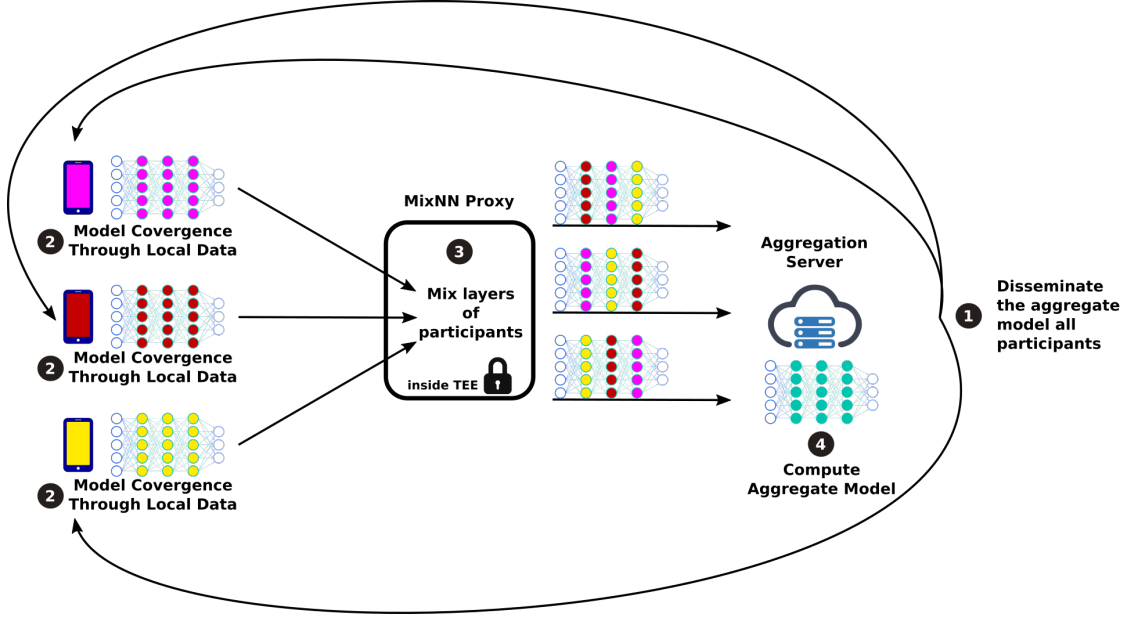 2
Model Covergence
Through Local Data
2
Model Covergence
Through Local Data
2
Model Covergence
Through Local Data
MixNN Proxy
3
Mix layers
of
participants
inside TEE
Aggregation
Server
4
Compute
Aggregate Model
1
Disseminate
the aggregate
model all
participants